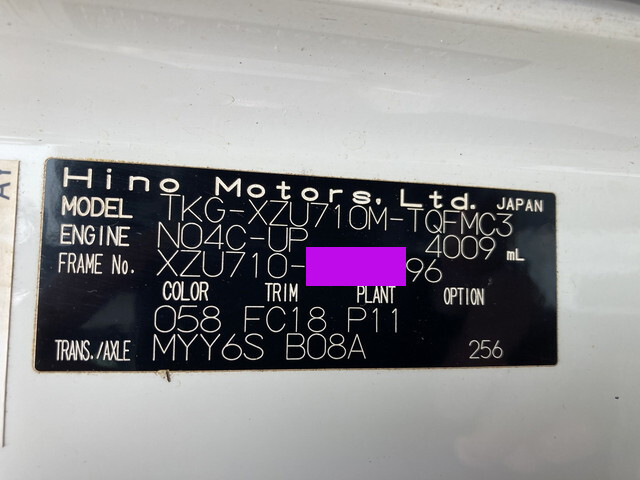 AY
Hino Motors, Ltd. JAPAN
MODEL TKG-XZU710M-TQFMC3
ENGINE N04C-UP 4009 mL
FRAME No. XZU710- 96
COLOR TRIM PLANT OPTION
058 FC18 P11
TRANS./AXLE MYY6S B08A 256